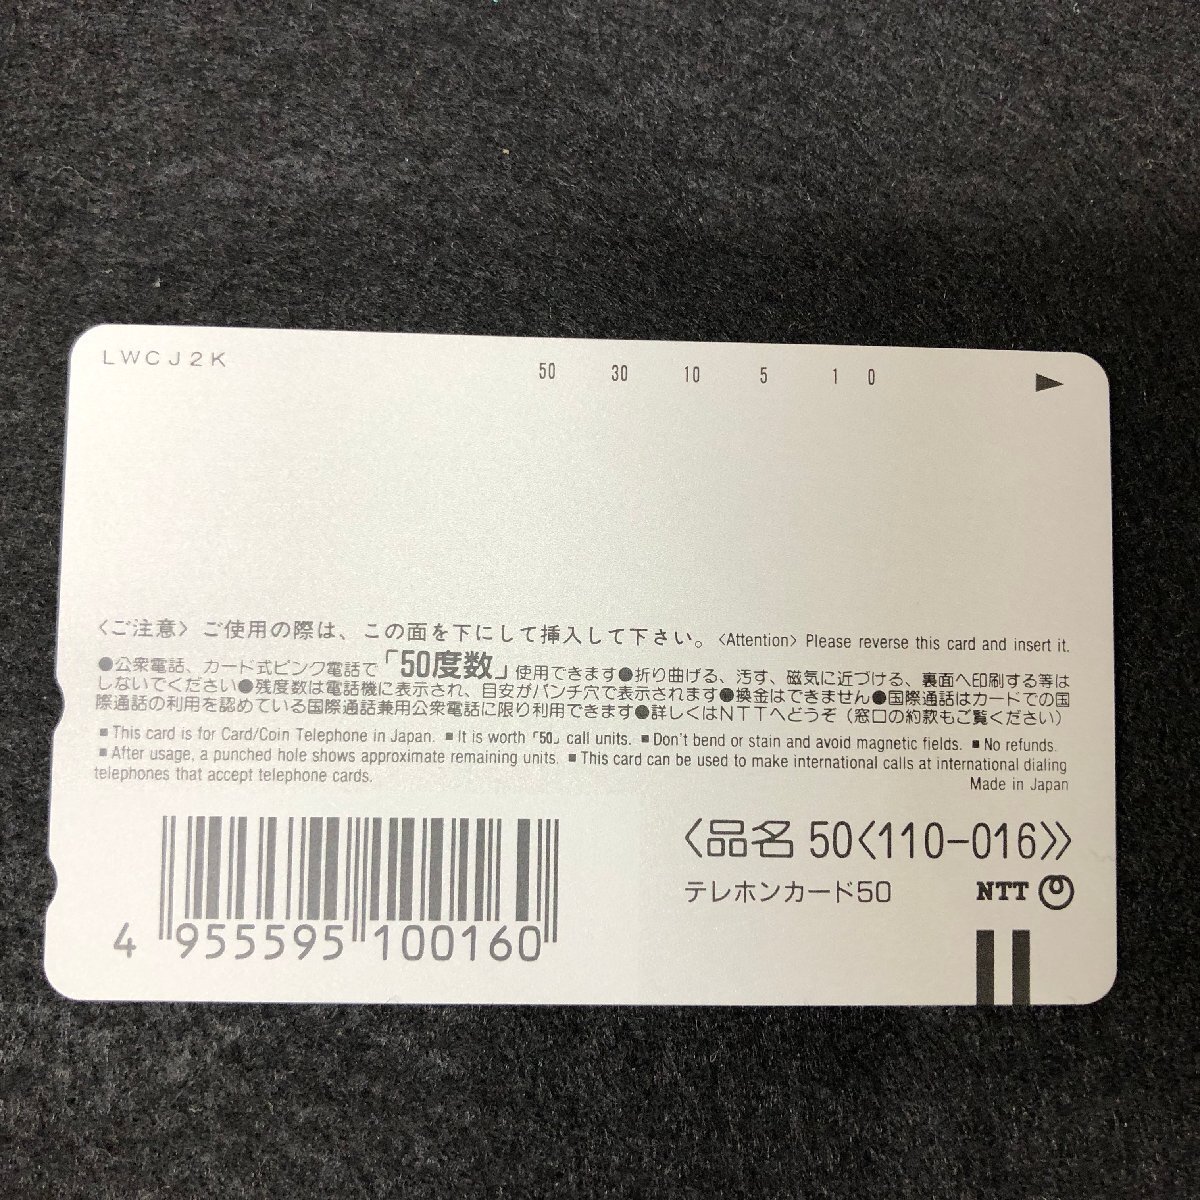 LWCJ2K
50 30 10 5 1 0
〈ご注意〉ご使用の際は、この面を下にして挿入して下さい。〈Attention〉Please reverse this card and insert it.
●公衆電話、カード式ピンク電話で「50度数」使用できます●折り曲げる、汚す、磁気に近づける、裏面へ印刷する等は
しないでください●残度数は電話機に表示され、目安がパンチ穴で表示されます●換金はできません●国際通話はカードでの国
際通話の利用を認めている国際通話兼用公衆電話に限り利用できます●詳しくはNTTへどうぞ（窓口の約款もご覧ください）
■This card is for Card/Coin Telephone in Japan. ■It is worth「50」call units. ■Don't bend or stain and avoid magnetic fields. ■No refunds.
■After usage, a punched hole shows approximate remaining units. ■This card can be used to make international calls at international dialing
telephones that accept telephone cards.
Made in Japan
〈品名 50〈110-016〉〉
テレホンカード50 NTT
4 955595 100160